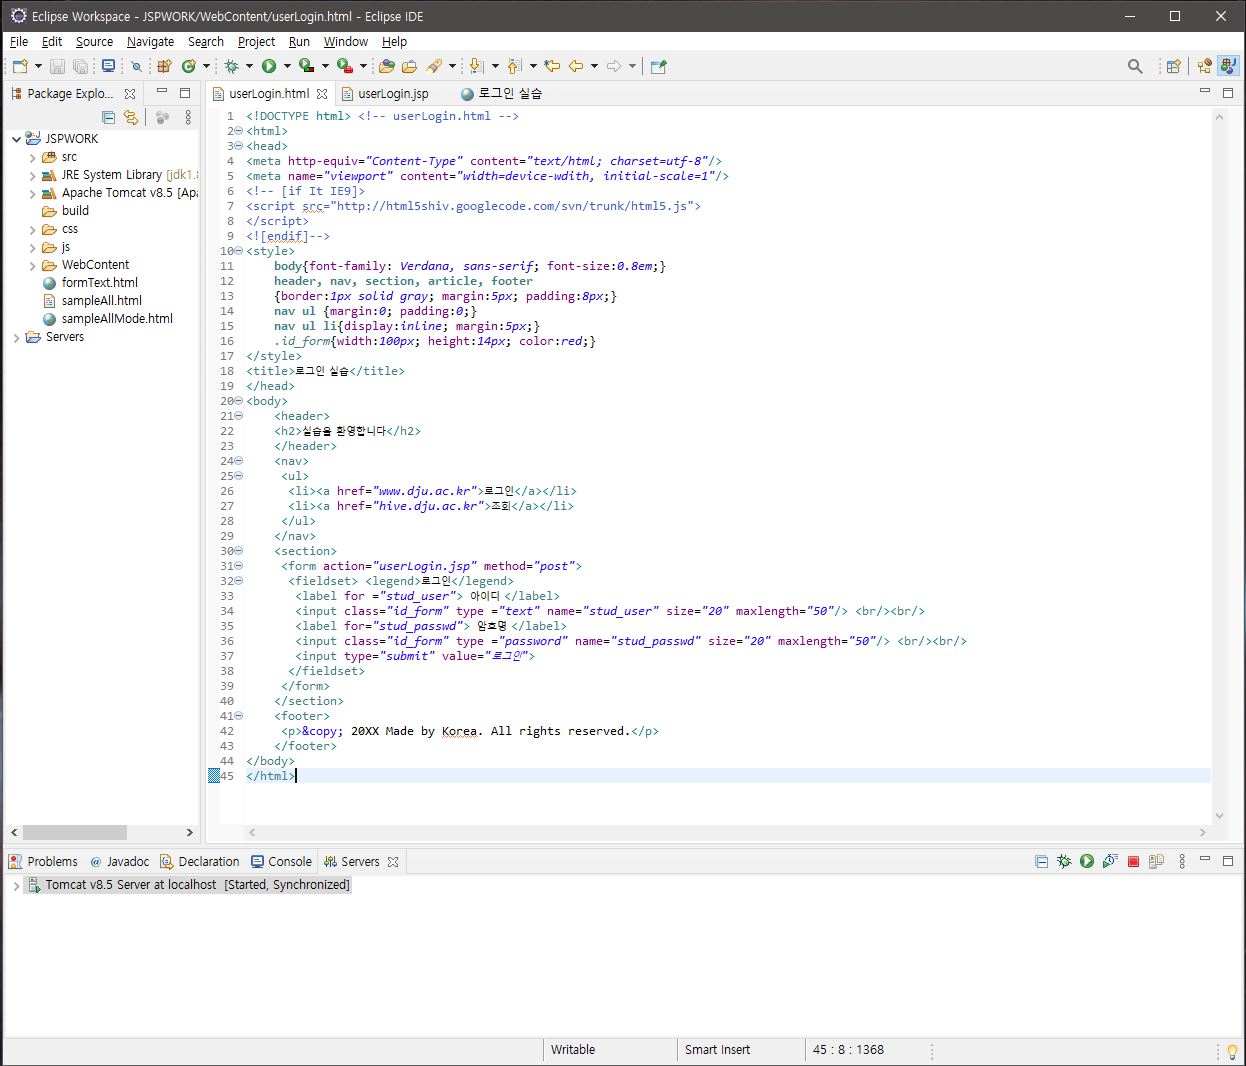 Eclipse Workspace - JSPWORK/WebContent/userLogin.html - Eclipse IDE
File Edit Source Navigate Search Project Run Window Help
Package Explo...
userLogin.html
userLogin.jsp
로그인 실습
JSPWORK
src
JRE System Library [jdk1.8
Apache Tomcat v8.5 [Apa
build
css
js
WebContent
formText.html
sampleAll.html
sampleAllMode.html
Servers
1 <!DOCTYPE html> <!-- userLogin.html -->
2 <html>
3 <head>
4 <meta http-equiv="Content-Type" content="text/html; charset=utf-8"/>
5 <meta name="viewport" content="width=device-wdith, initial-scale=1"/>
6 <!-- [if It IE9]>
7 <script src="http://html5shiv.googlecode.com/svn/trunk/html5.js">
8 </script>
9 <![endif]-->
10 <style>
11 body{font-family: Verdana, sans-serif; font-size:0.8em;}
12 header, nav, section, article, footer
13 {border:1px solid gray; margin:5px; padding:8px;}
14 nav ul {margin:0; padding:0;}
15 nav ul li{display:inline; margin:5px;}
16 .id_form{width:100px; height:14px; color:red;}
17 </style>
18 <title>로그인 실습</title>
19 </head>
20 <body>
21 <header>
22 <h2>실습을 환영합니다</h2>
23 </header>
24 <nav>
25 <ul>
26 <li><a href="www.dju.ac.kr">로그인</a></li>
27 <li><a href="hive.dju.ac.kr">조회</a></li>
28 </ul>
29 </nav>
30 <section>
31 <form action="userLogin.jsp" method="post">
32 <fieldset> <legend>로그인</legend>
33 <label for ="stud_user"> 아이디 </label>
34 <input class="id_form" type ="text" name="stud_user" size="20" maxlength="50"/> <br/><br/>
35 <label for="stud_passwd"> 암호명 </label>
36 <input class="id_form" type ="password" name="stud_passwd" size="20" maxlength="50"/> <br/><br/>
37 <input type="submit" value="로그인">
38 </fieldset>
39 </form>
40 </section>
41 <footer>
42 <p>&copy; 20XX Made by Korea. All rights reserved.</p>
43 </footer>
44 </body>
45 </html>
Problems @ Javadoc Declaration Console Servers
Tomcat v8.5 Server at localhost [Started, Synchronized]
Writable Smart Insert 45 : 8 : 1368